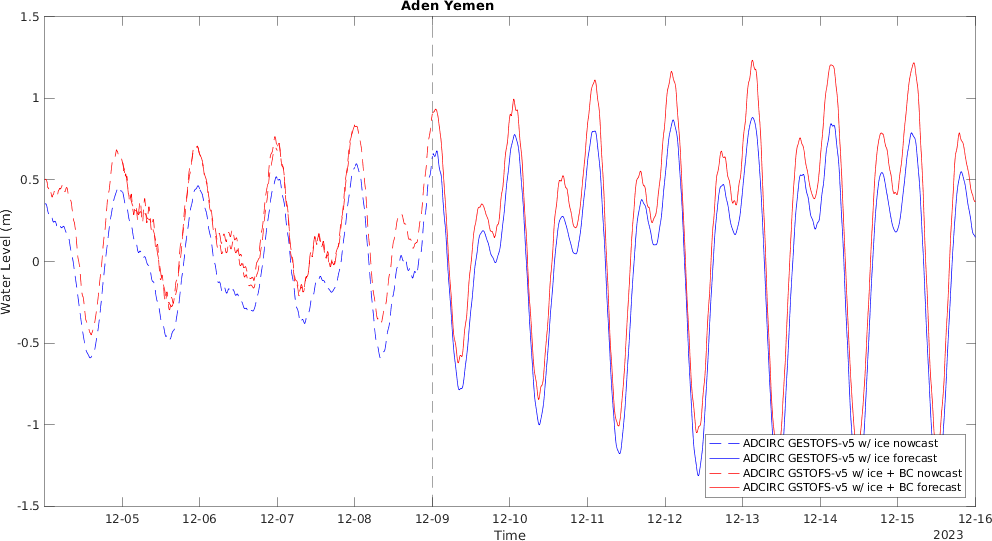 Aden Yemen
1.5
1
0.5
0
-0.5
-1
-1.5
Water Level (m)
12-05 12-06 12-07 12-08 12-09 12-10 12-11 12-12 12-13 12-14 12-15 12-16
Time
2023
ADCIRC GESTOFS-v5 w/ ice nowcast
ADCIRC GESTOFS-v5 w/ ice forecast
ADCIRC GSTOFS-v5 w/ ice + BC nowcast
ADCIRC GSTOFS-v5 w/ ice + BC forecast